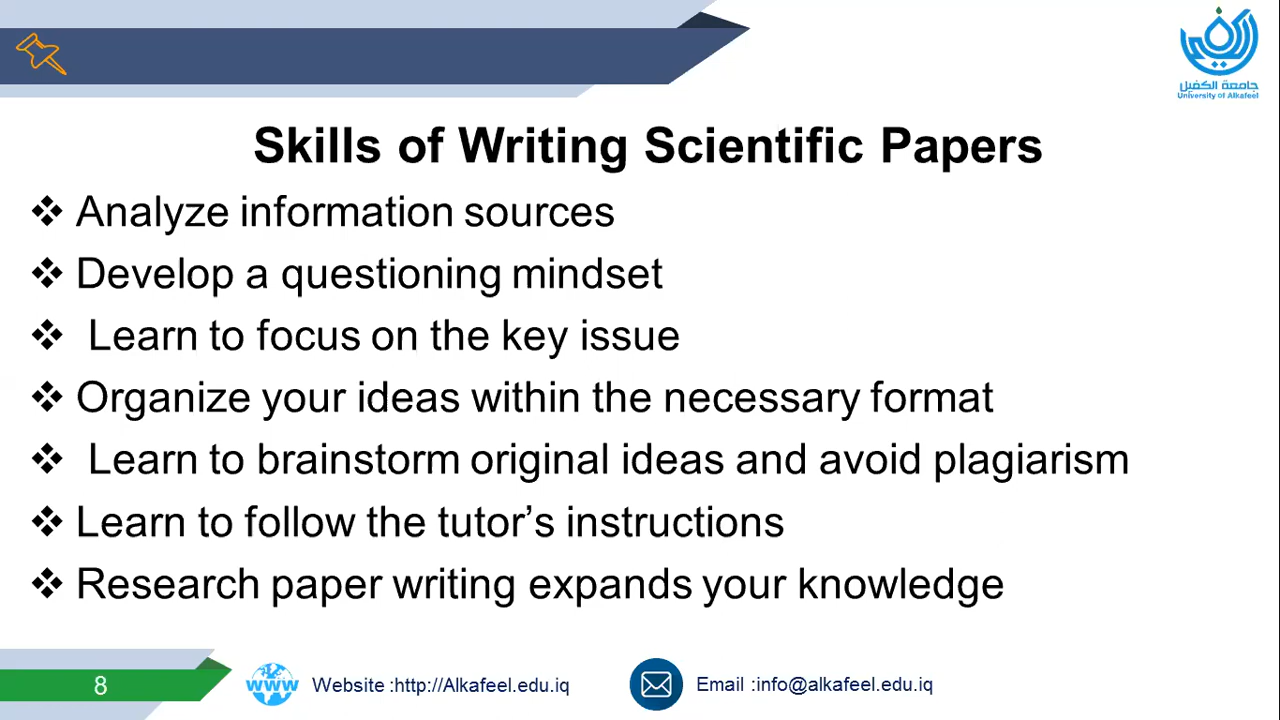 جامعة الكفيل
University of Alkafeel
Skills of Writing Scientific Papers
❖ Analyze information sources
❖ Develop a questioning mindset
❖ Learn to focus on the key issue
❖ Organize your ideas within the necessary format
❖ Learn to brainstorm original ideas and avoid plagiarism
❖ Learn to follow the tutor’s instructions
❖ Research paper writing expands your knowledge
8
WWW
Website :http://Alkafeel.edu.iq
Email :info@alkafeel.edu.iq